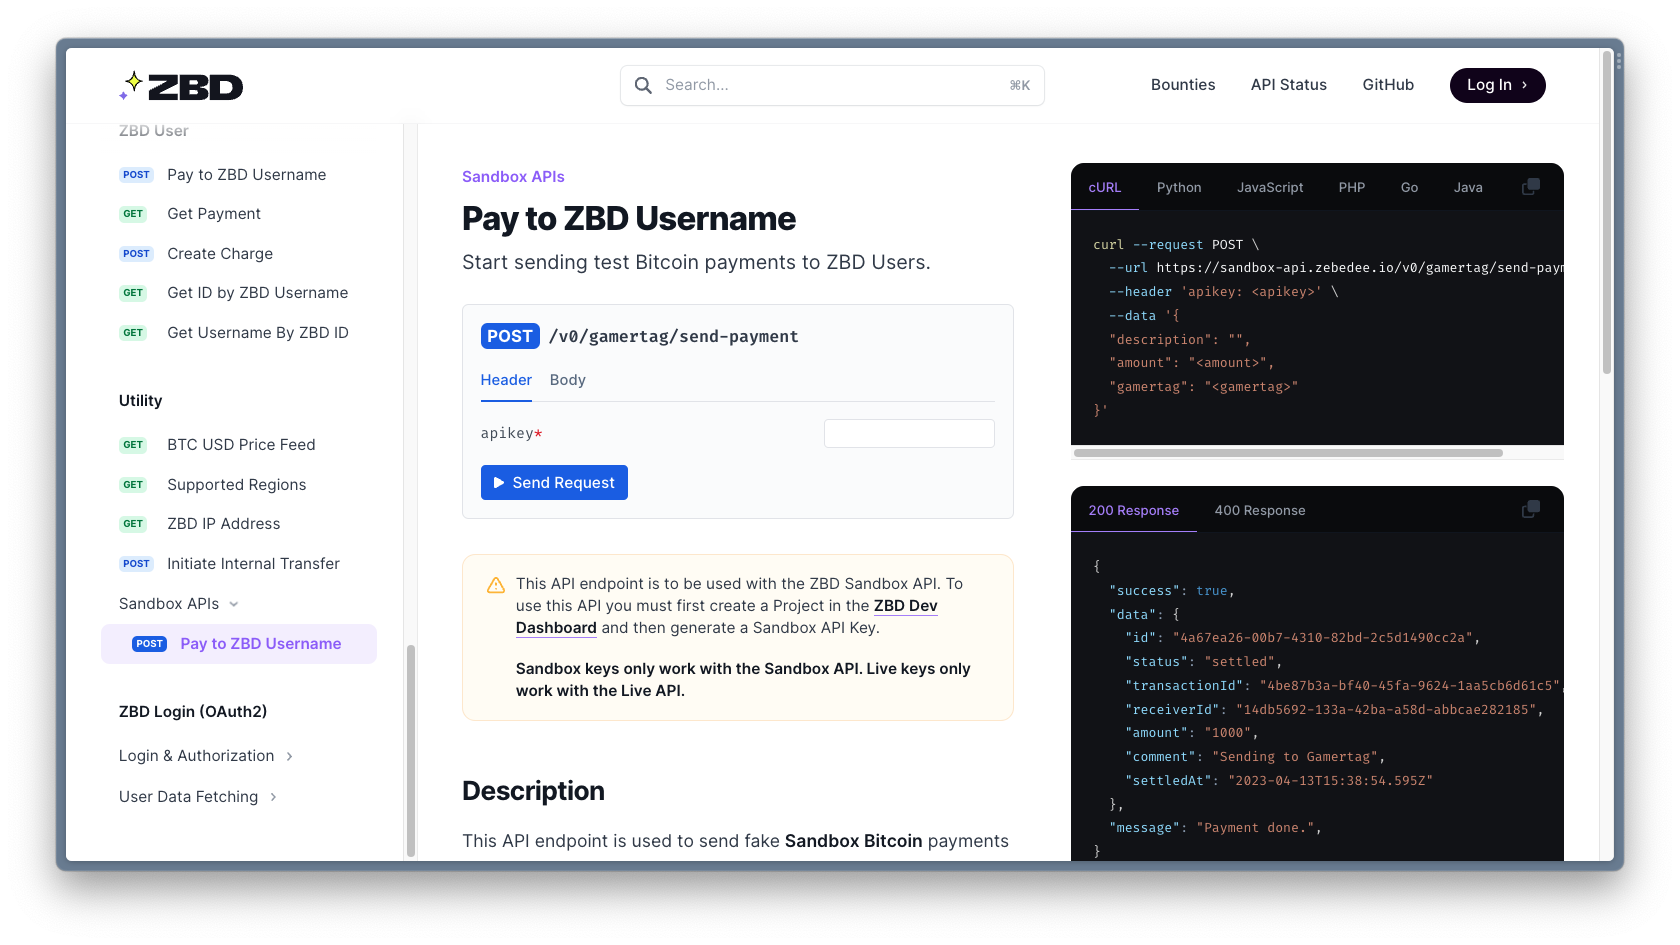 ZBD
Search...
⌘K
Bounties
API Status
GitHub
Log In ›
ZBD User
POST Pay to ZBD Username
GET Get Payment
POST Create Charge
GET Get ID by ZBD Username
GET Get Username By ZBD ID
Utility
GET BTC USD Price Feed
GET Supported Regions
GET ZBD IP Address
POST Initiate Internal Transfer
Sandbox APIs
POST Pay to ZBD Username
ZBD Login (OAuth2)
Login & Authorization
User Data Fetching
Sandbox APIs
Pay to ZBD Username
Start sending test Bitcoin payments to ZBD Users.
POST /v0/gamertag/send-payment
Header Body
apikey*
Send Request
This API endpoint is to be used with the ZBD Sandbox API. To
use this API you must first create a Project in the ZBD Dev
Dashboard and then generate a Sandbox API Key.
Sandbox keys only work with the Sandbox API. Live keys only
work with the Live API.
Description
This API endpoint is used to send fake Sandbox Bitcoin payments
cURL Python JavaScript PHP Go Java
curl --request POST \
--url https://sandbox-api.zebedee.io/v0/gamertag/send-paym
--header 'apikey: <apikey>' \
--data '{
"description": "",
"amount": "<amount>",
"gamertag": "<gamertag>"
}'
200 Response 400 Response
{
"success": true,
"data": {
"id": "4a67ea26-00b7-4310-82bd-2c5d1490cc2a",
"status": "settled",
"transactionId": "4be87b3a-bf40-45fa-9624-1aa5cb6d61c5",
"receiverId": "14db5692-133a-42ba-a58d-abbcae282185",
"amount": "1000",
"comment": "Sending to Gamertag",
"settledAt": "2023-04-13T15:38:54.595Z"
},
"message": "Payment done.",
}